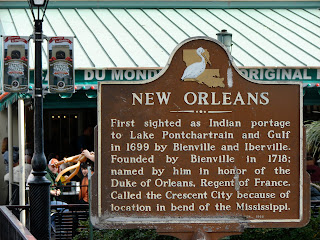 DU MOND
ORIGINAL
NEW ORLEANS
First sighted as Indian portage
to Lake Pontchartrain and Gulf
in 1699 by Bienville and Iberville.
Founded by Bienville in 1718;
named by him in honor of the
Duke of Orleans, Regent of France.
Called the Crescent City because of
location in bend of the Mississippi.